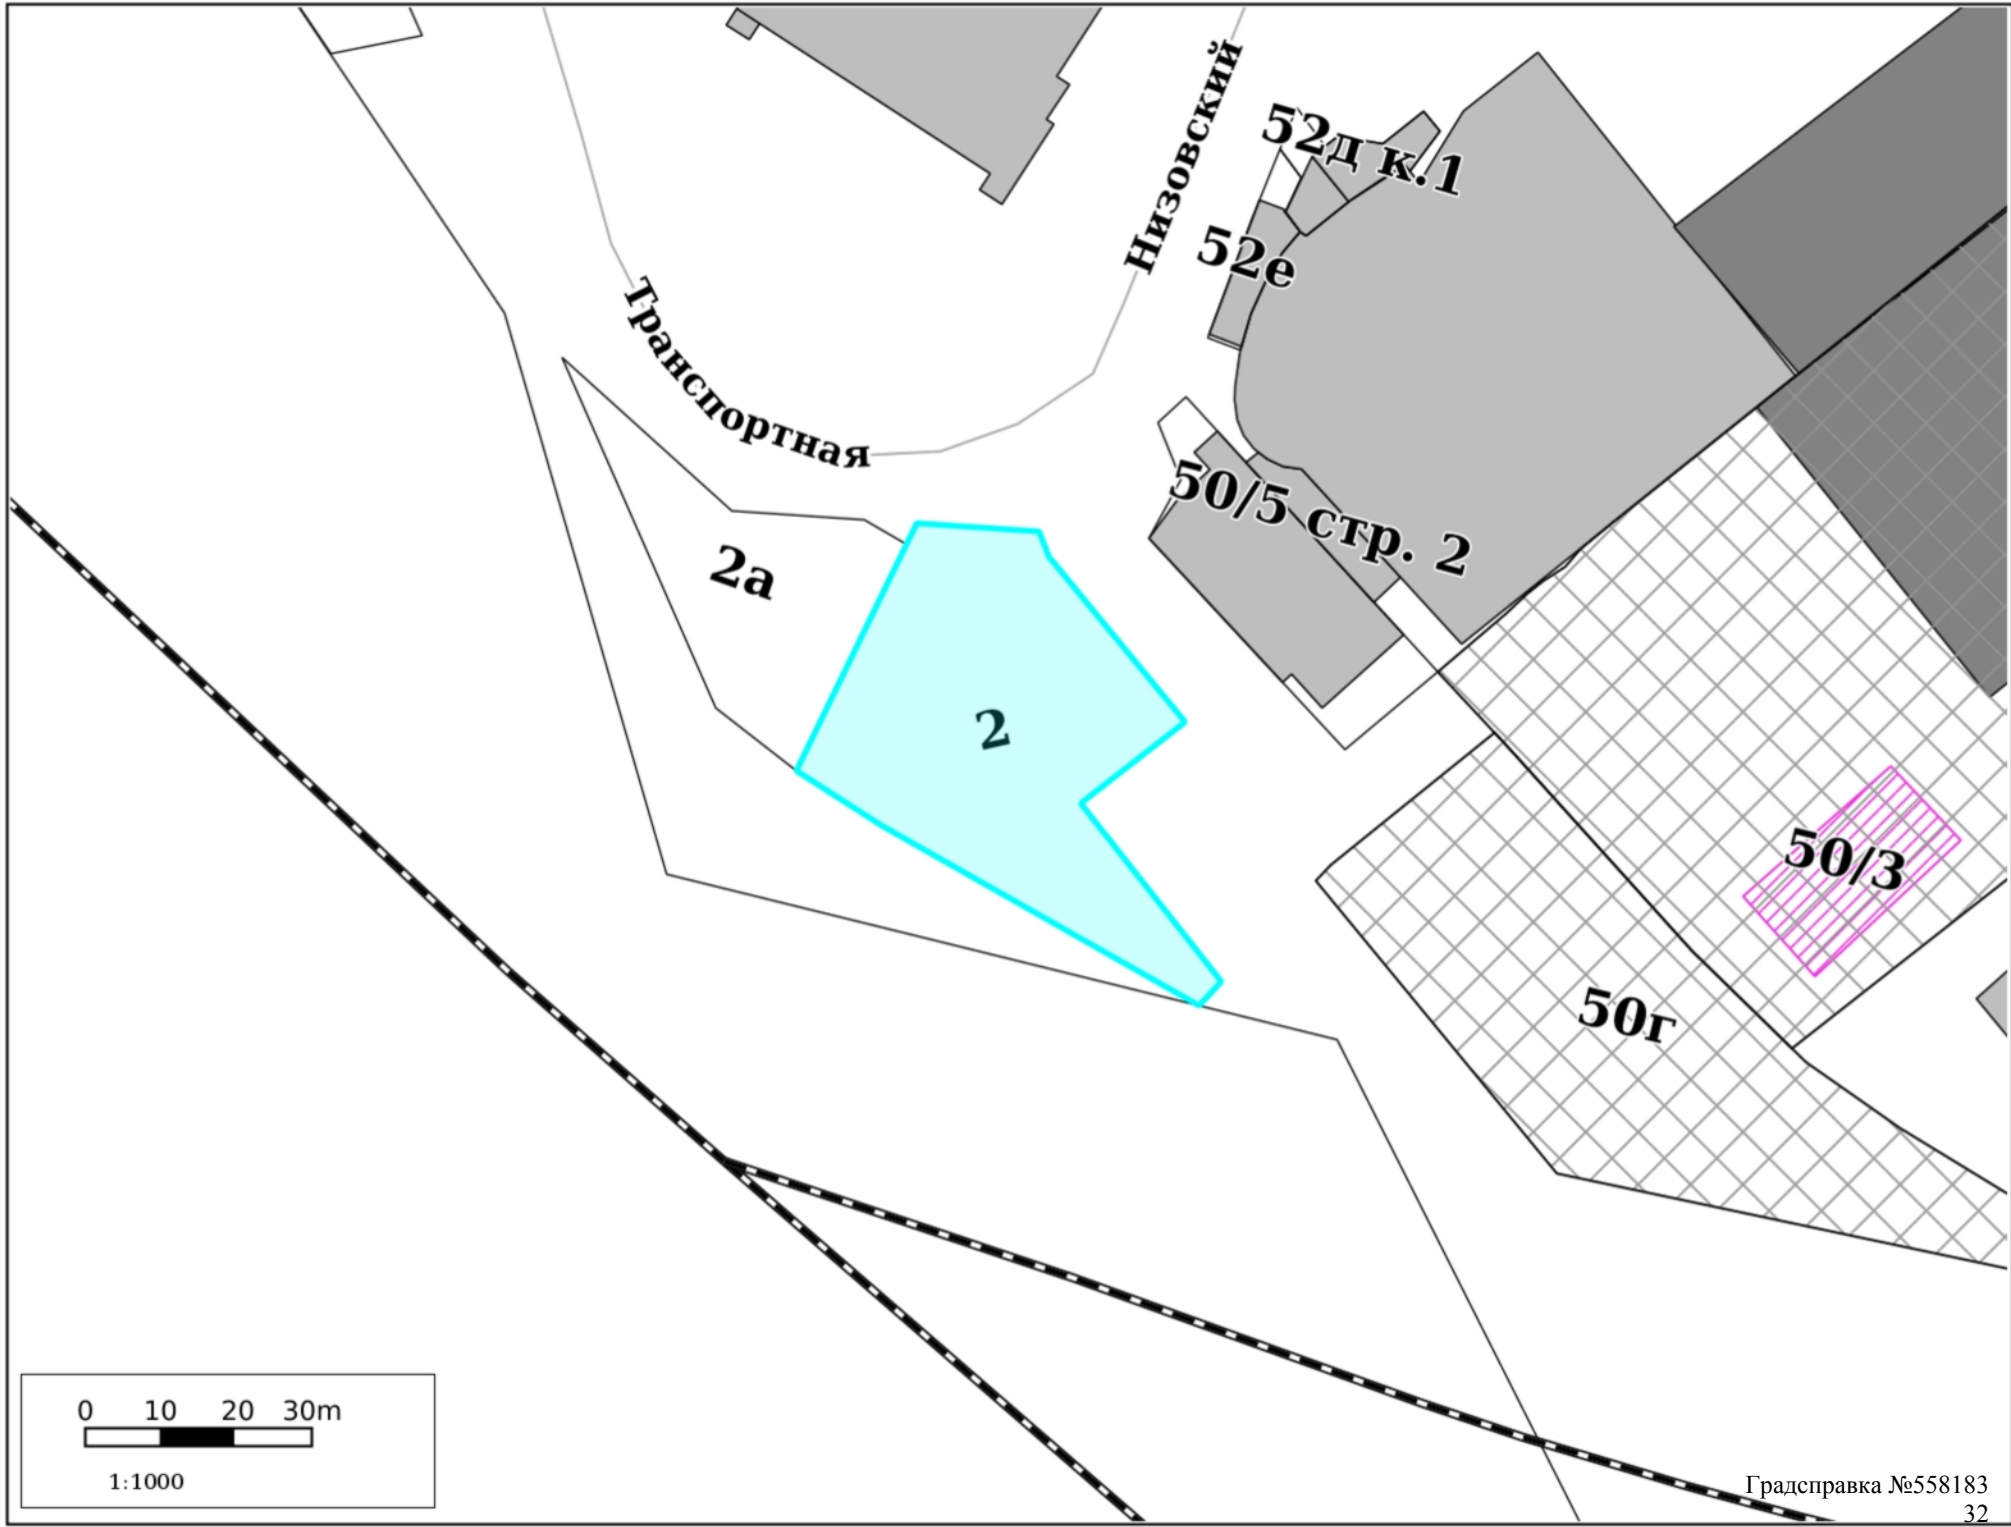 Низовский
52д к.1
52е
Транспортная
50/5 стр. 2
2а
2
50/3
50г
0 10 20 30m
1:1000
Градсправка №558183
32